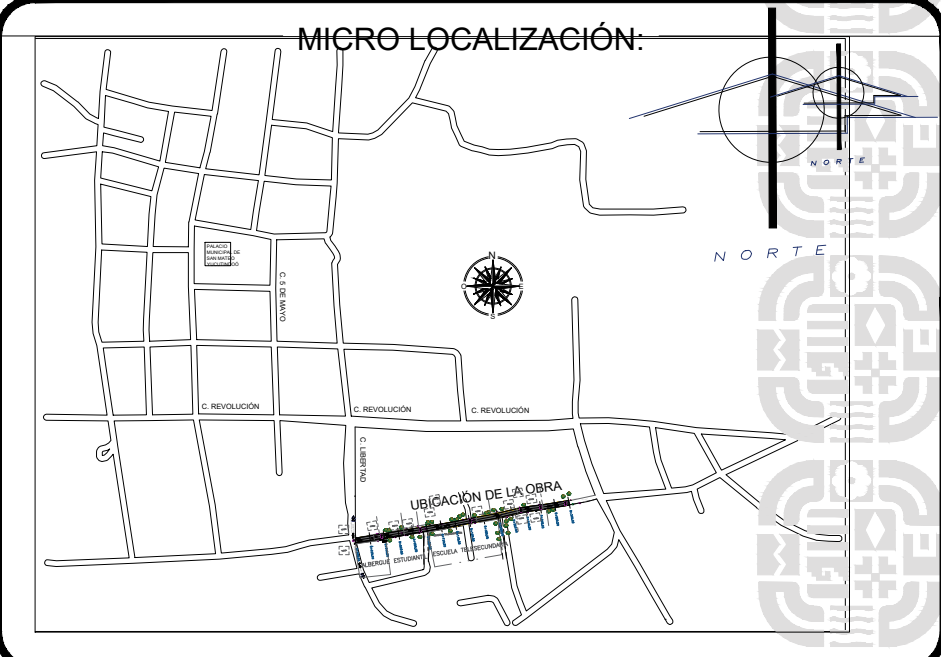 MICRO LOCALIZACIÓN:
NORTE
NORTE
PALACIO
MUNICIPAL DE
SAN MATEO
N
O
E
S
C. 5 DE MAYO
C. REVOLUCIÓN
C. REVOLUCIÓN
C. REVOLUCIÓN
C. LIBERTAD
UBICACIÓN DE LA OBRA
ALBERGUE ESTUDIANTIL
ESCUELA TELESECUNDARIA